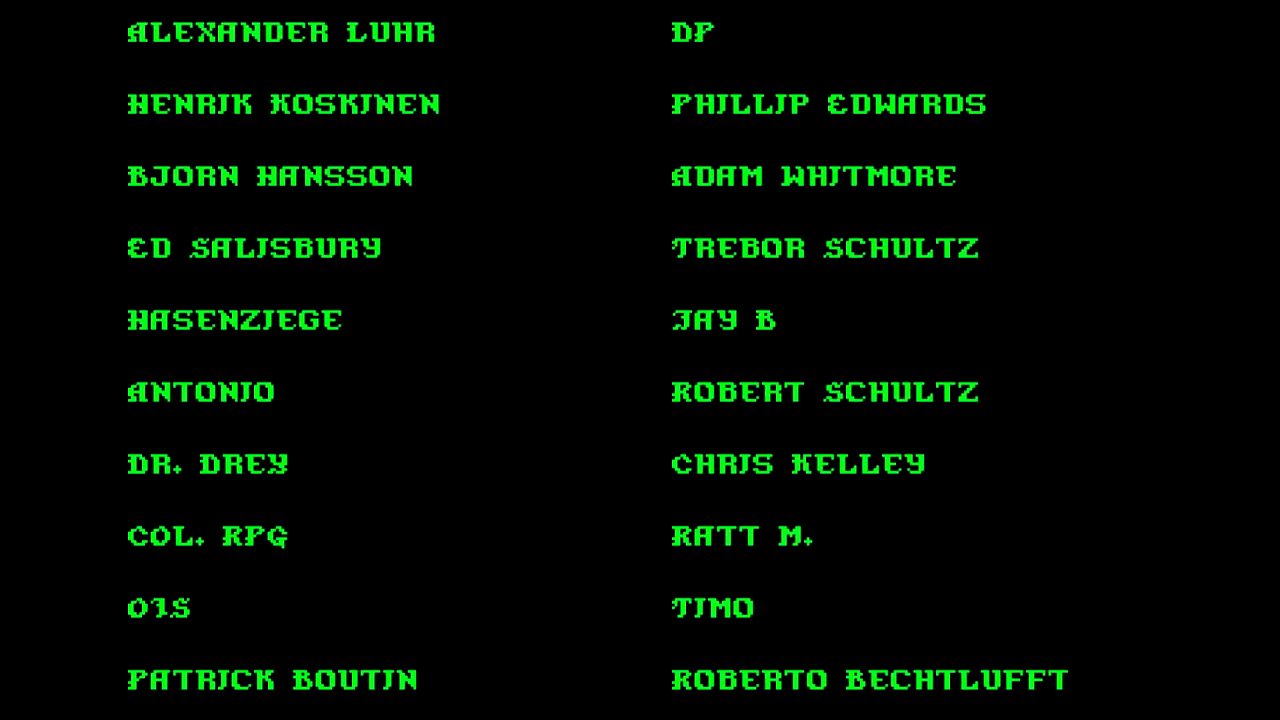 ALEXANDER LUHR
DP
HENRIK KOSKINEN
PHILLIP EDWARDS
BJORN HANSSON
ADAM WHITMORE
ED SALISBURY
TREBOR SCHULTZ
HASENZIEGE
JAY B
ANTONIO
ROBERT SCHULTZ
DR. DREY
CHRIS KELLEY
COL. RPG
RATT M.
OIS
TIMO
PATRICK BOUTIN
ROBERTO BECHTLUFFT